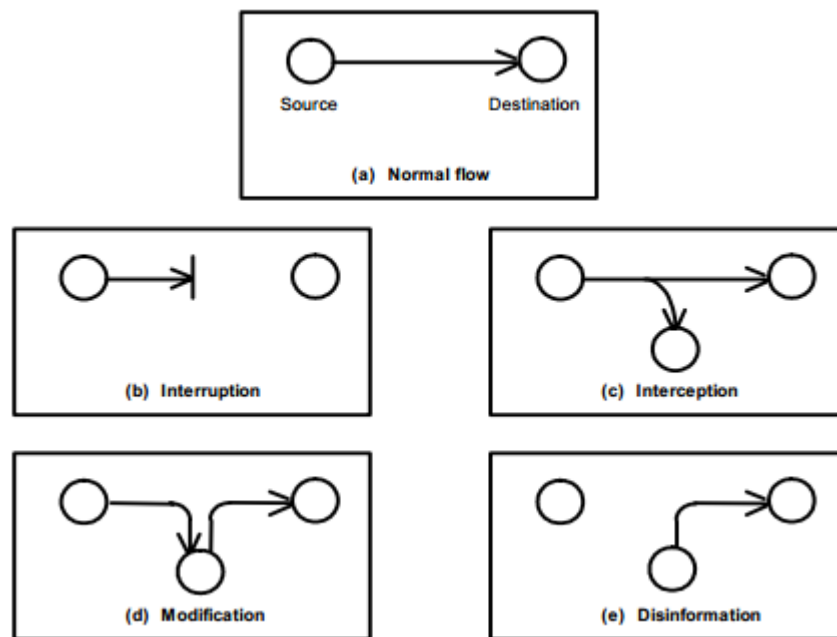 Source
Destination
(a) Normal flow
(b) Interruption
(c) Interception
(d) Modification
(e) Disinformation